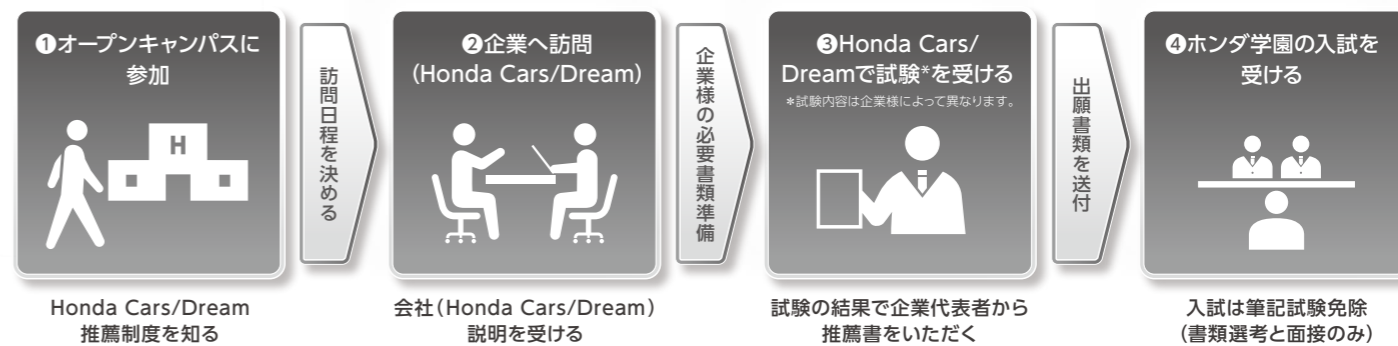 ❶オープンキャンパスに
参加
H
Honda Cars/Dream
推薦制度を知る
訪問日程を決める
❷企業へ訪問
(Honda Cars/Dream)
会社(Honda Cars/Dream)
説明を受ける
企業様の必要書類準備
❸Honda Cars/
Dreamで試験*を受ける
*試験内容は企業様によって異なります。
試験の結果で企業代表者から
推薦書をいただく
出願書類を送付
❹ホンダ学園の入試を
受ける
入試は筆記試験免除
(書類選考と面接のみ)